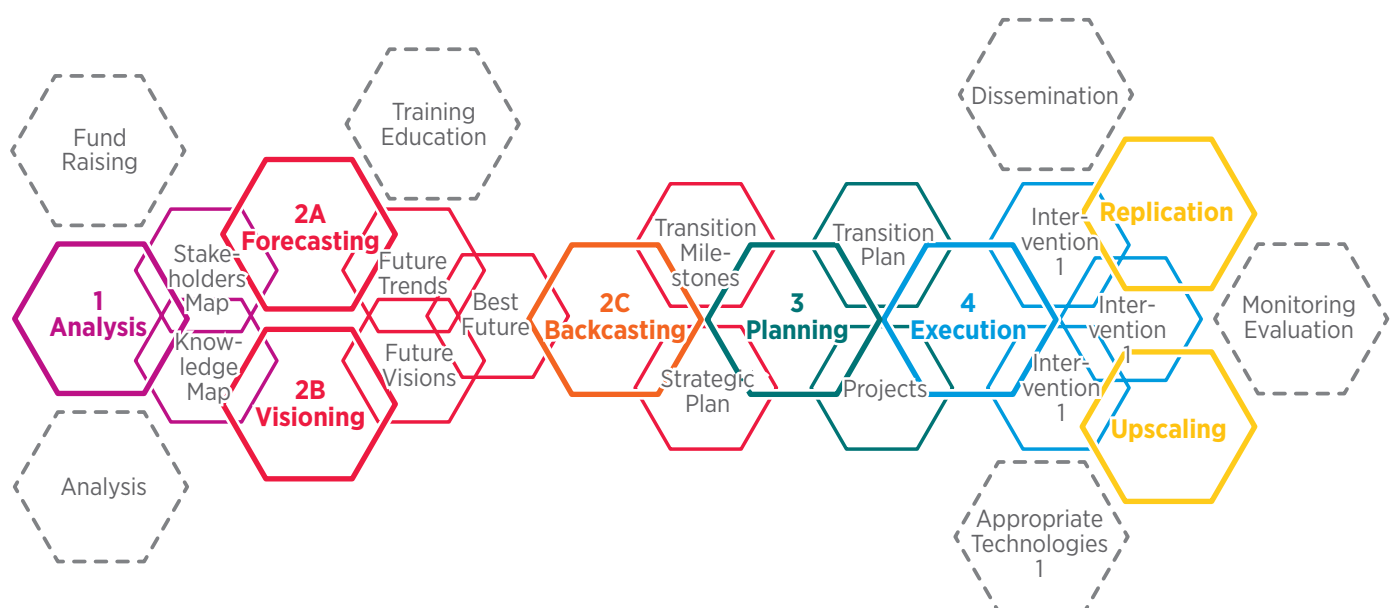 Fund
Raising
1
Analysis
Analysis
Stake-
holders
Map
Know-
ledge
Map
2A
Forecasting
2B
Visioning
Training
Education
Future
Trends
Future
Visions
Best
Future
2C
Backcasting
Transition
Mile-
stones
Strategic
Plan
3
Planning
Transition
Plan
Projects
4
Execution
Inter-
vention
1
Inter-
vention
1
Inter-
vention
1
Dissemination
Replication
Upscaling
Monitoring
Evaluation
Appropriate
Technologies
1